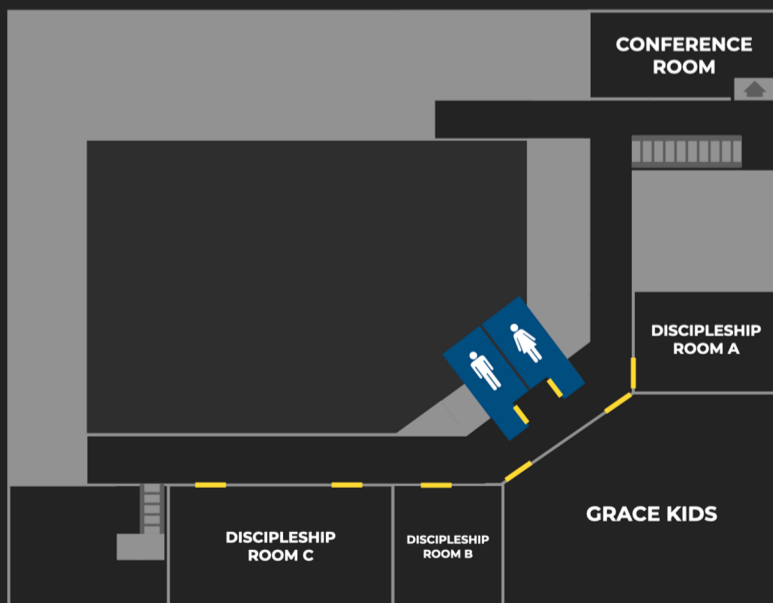 CONFERENCE
ROOM
DISCIPLESHIP
ROOM A
GRACE KIDS
DISCIPLESHIP
ROOM C
DISCIPLESHIP
ROOM B